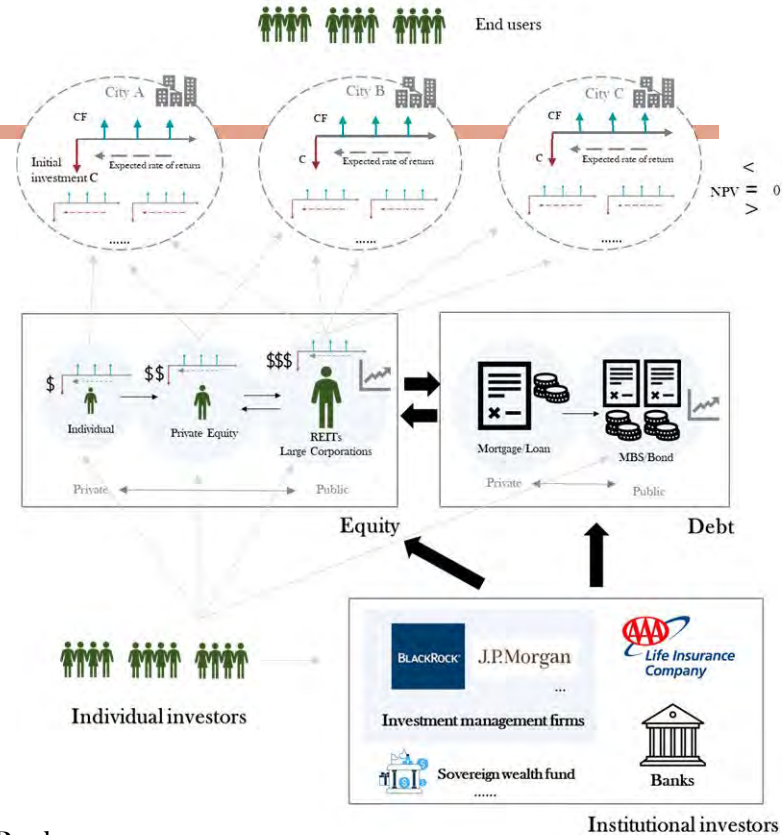 End users
City A
City B
City C
CF
CF
CF
Initial
investment C
C
C
Expected rate of return
Expected rate of return
Expected rate of return
<
NPV = 0
>
......
......
......
$
$$
$$$
Individual
Private Equity
REITs
Large Corporations
Private
Public
Equity
Mortgage/Loan
MBS/Bond
Private
Public
Debt
BLACKROCK
J.P.Morgan
...
Investment management firms
AAA
Life Insurance
Company
Individual investors
Sovereign wealth fund
......
Banks
Institutional investors